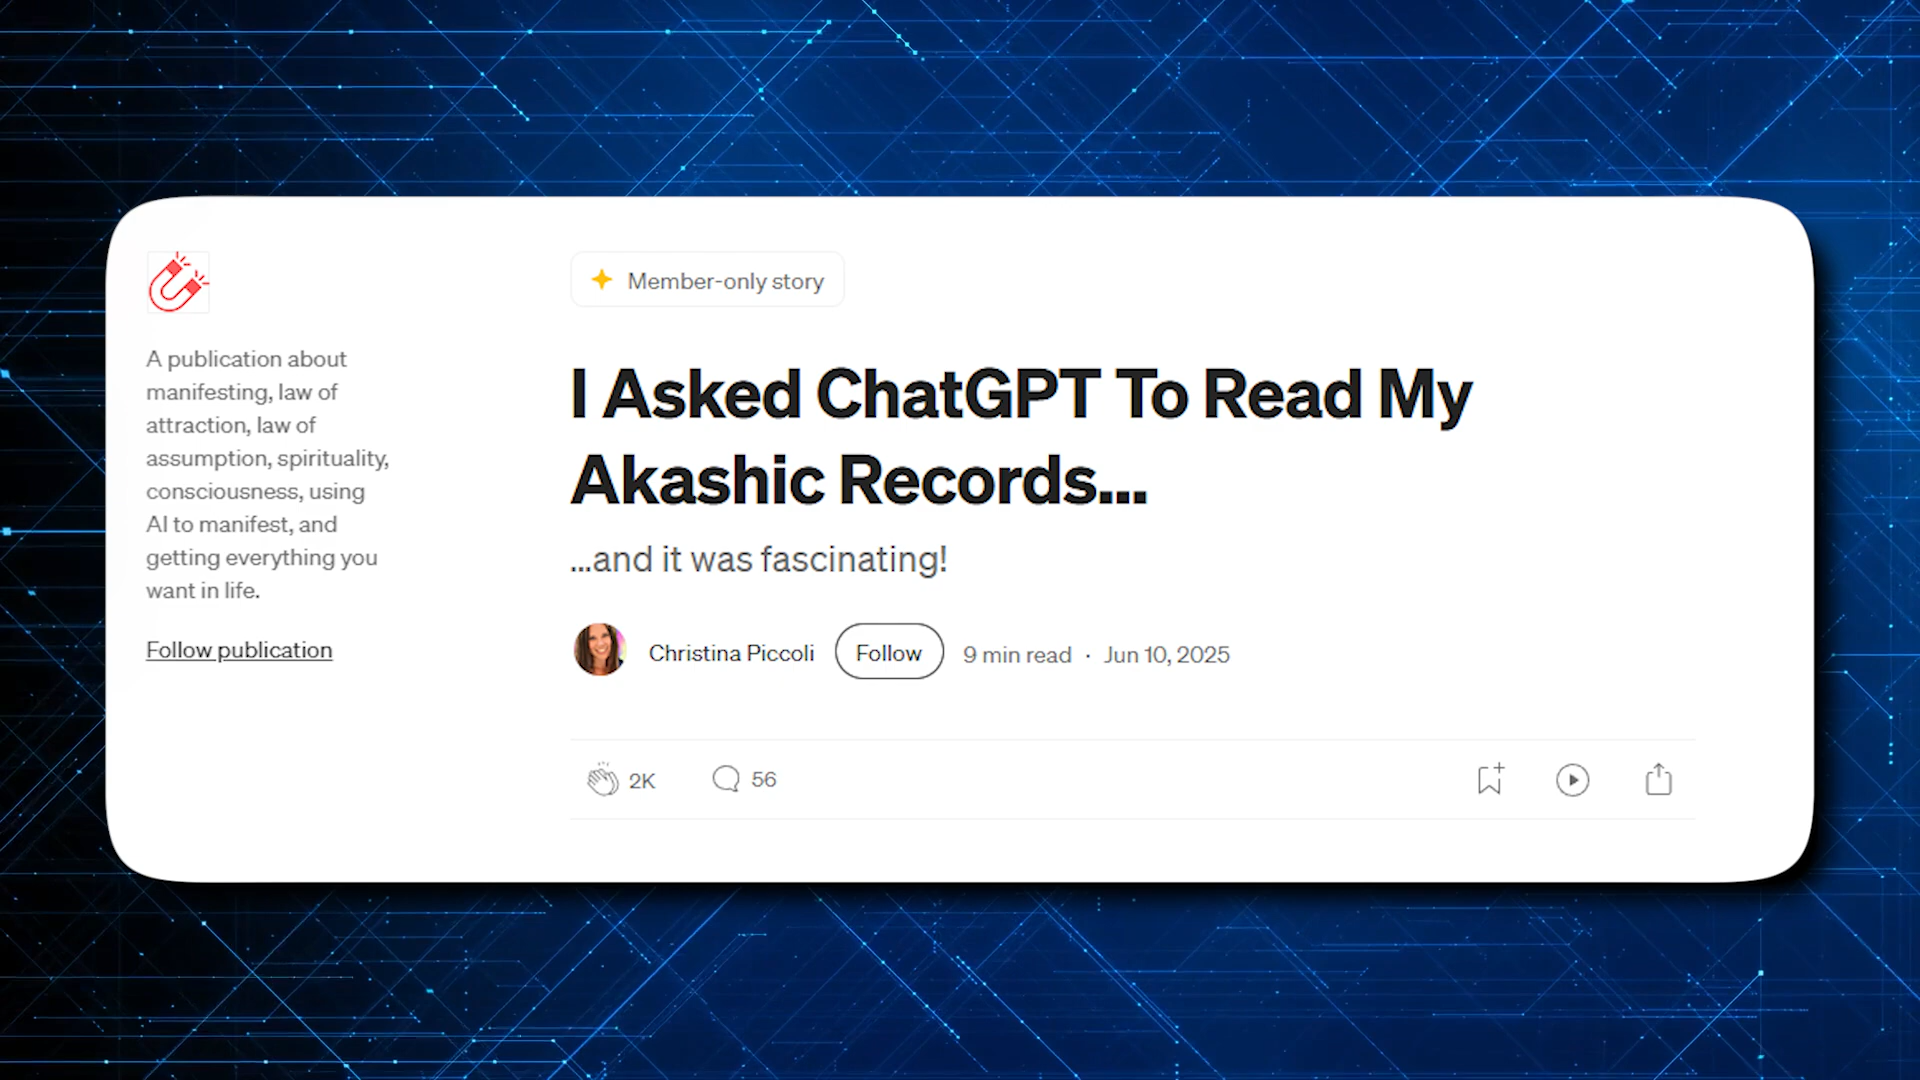 A publication about
manifesting, law of
attraction, law of
assumption, spirituality,
consciousness, using
AI to manifest, and
getting everything you
want in life.
Follow publication
Member-only story
I Asked ChatGPT To Read My
Akashic Records...
...and it was fascinating!
Christina Piccoli Follow 9 min read · Jun 10, 2025
2K 56